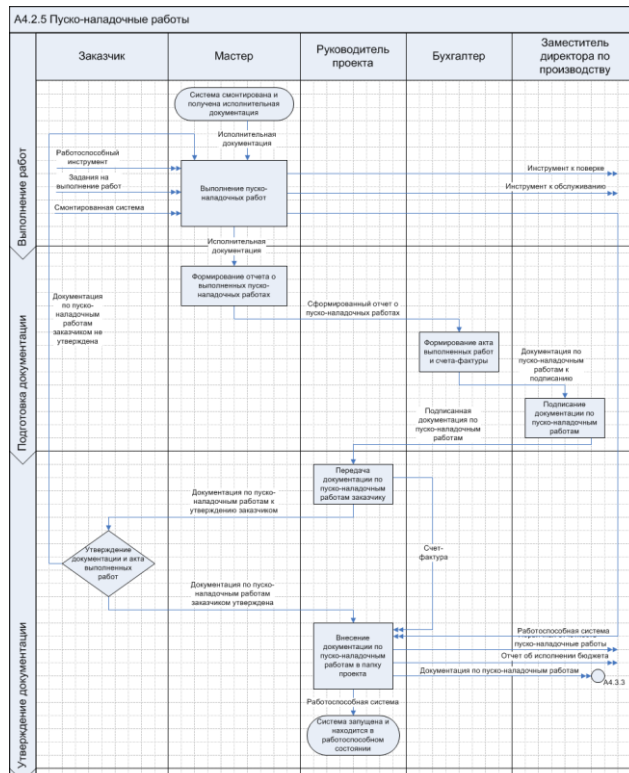 А4.2.5 Пуско-наладочные работы
Заказчик
Мастер
Руководитель
проекта
Бухгалтер
Заместитель
директора по
производству
Выполнение работ
Система смонтирована и
получена исполнительная
документация
Исполнительная
документация
Работоспособный
инструмент
Задания на
выполнение работ
Смонтированная система
Выполнение пуско-
наладочных работ
Инструмент к поверке
Инструмент к обслуживанию
Исполнительная
документация
Подготовка документации
Формирование отчета о
выполненных пуско-
наладочных работах
Документация
по пуско-
наладочным
работам
заказчиком не
утверждена
Сформированный отчет о
пуско-наладочных работах
Формирование акта
выполненных работ
и счета-фактуры
Документация по
пуско-наладочным
работам к
подписанию
Подписание
документации по
пуско-наладочным
работам
Подписанная
документация по
пуско-наладочным
работам
Утверждение документации
Передача
документации по
пуско-наладочным
работам заказчику
Документация по пуско-
наладочным работам к
утверждению заказчиком
Счет-
фактура
Утверждение
документации и акта
выполненных
работ
Документация по пуско-
наладочным работам
заказчиком утверждена
Внесение
документации по
пуско-наладочным
работам в папку
проекта
Работоспособная система
пуско-наладочные работы
Отчет об исполнении бюджета
Документация по пуско-наладочным работам
А4.3.3
Работоспособная система
Система запущена и
находится в
работоспособном
состоянии